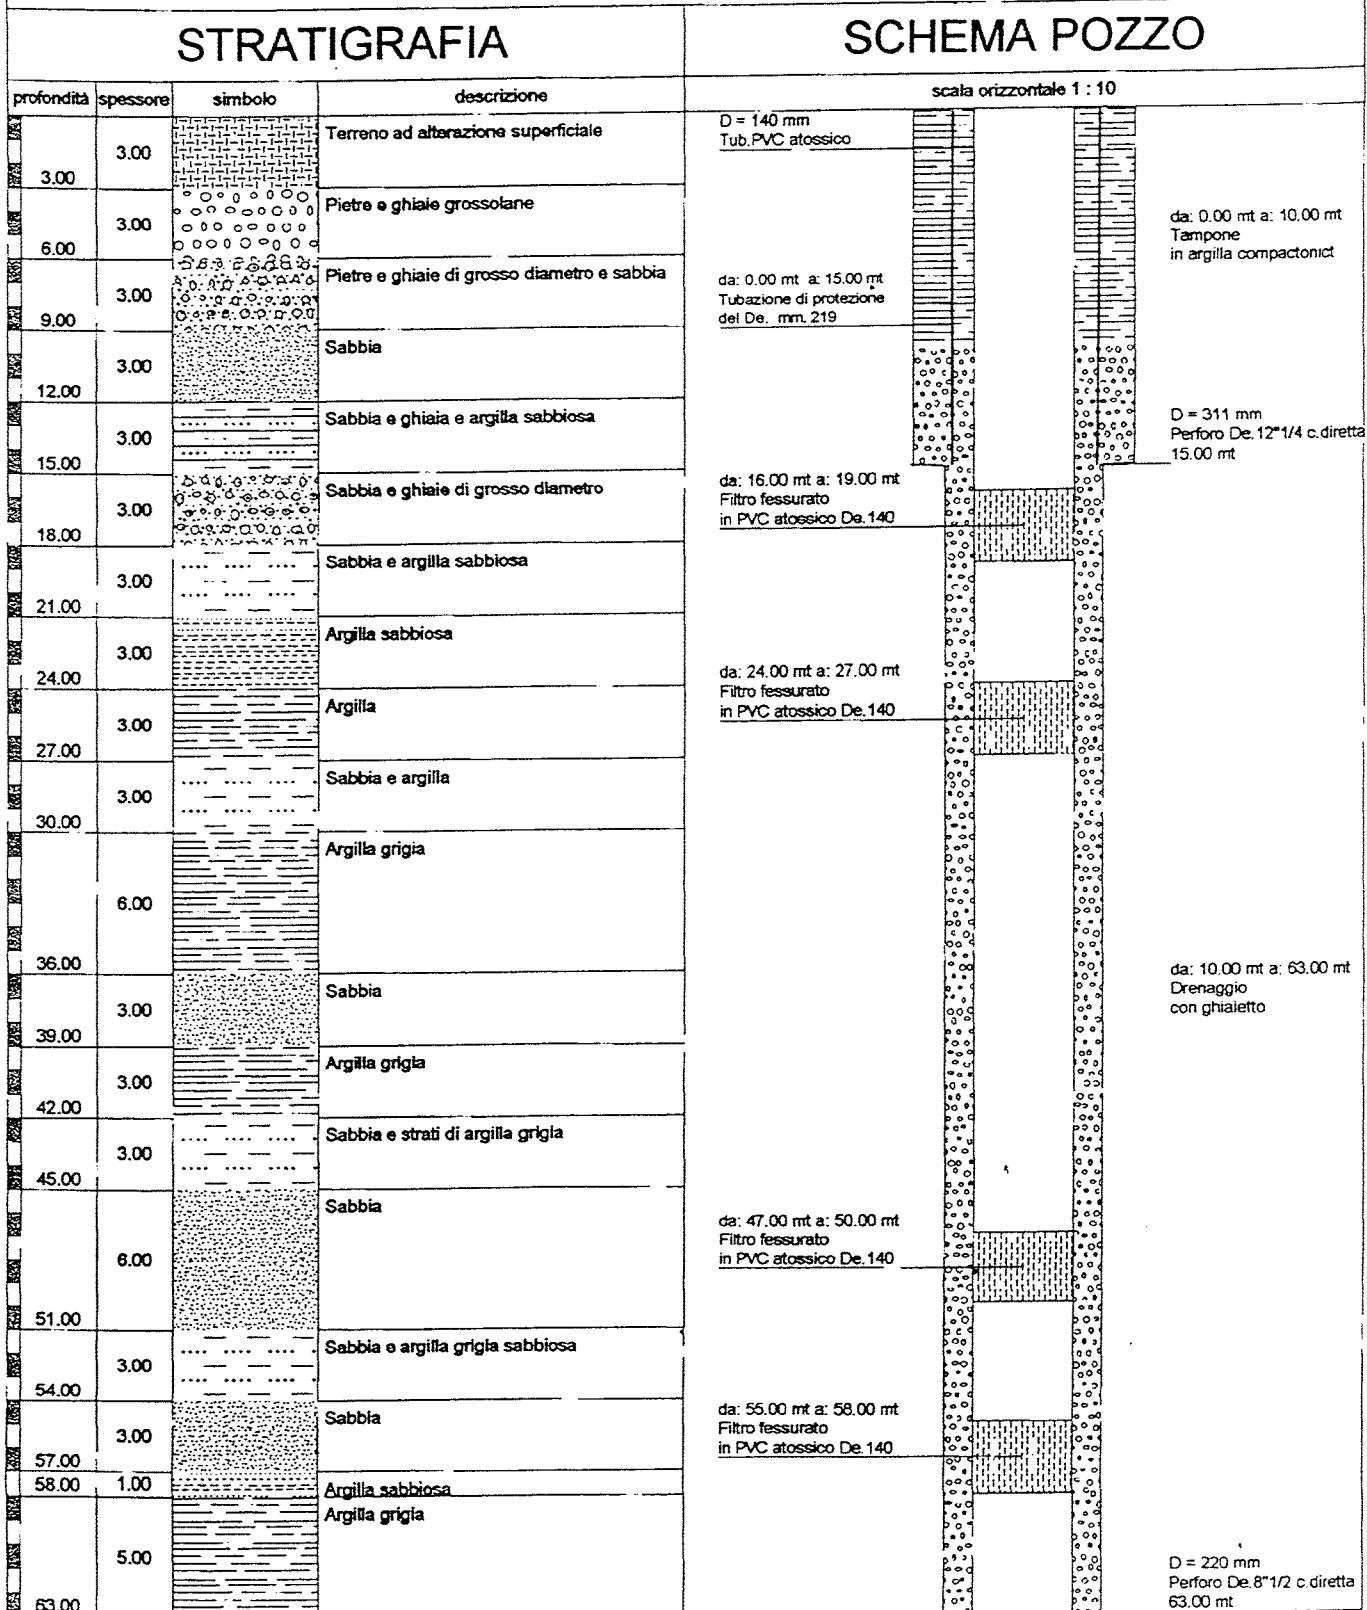 STRATIGRAFIA
SCHEMA POZZO
profondità spessore simbolo descrizione
scala orizzontale 1 : 10
3.00
3.00
Terreno ad alterazione superficiale
3.00
6.00
Pietre e ghiaie grossolane
3.00
9.00
Pietre e ghiaie di grosso diametro e sabbia
3.00
12.00
Sabbia
3.00
15.00
Sabbia e ghiaia e argilla sabbiosa
3.00
18.00
Sabbia e ghiaie di grosso diametro
3.00
21.00
Sabbia e argilla sabbiosa
3.00
24.00
Argilla sabbiosa
3.00
27.00
Argilla
3.00
30.00
Sabbia e argilla
6.00
36.00
Argilla grigia
3.00
39.00
Sabbia
3.00
42.00
Argilla grigia
3.00
45.00
Sabbia e strati di argilla grigia
6.00
51.00
Sabbia
3.00
54.00
Sabbia e argilla grigia sabbiosa
3.00
57.00
Sabbia
1.00
58.00
Argilla sabbiosa
5.00
63.00
Argilla grigia
D = 140 mm
Tub.PVC atossico
da: 0.00 mt a: 15.00 mt
Tubazione di protezione
del De. mm. 219
da: 16.00 mt a: 19.00 mt
Filtro fessurato
in PVC atossico De.140
da: 24.00 mt a: 27.00 mt
Filtro fessurato
in PVC atossico De.140
da: 47.00 mt a: 50.00 mt
Filtro fessurato
in PVC atossico De.140
da: 55.00 mt a: 58.00 mt
Filtro fessurato
in PVC atossico De.140
da: 0.00 mt a: 10.00 mt
Tampone
in argilla compactonict
D = 311 mm
Perforo De.12"1/4 c.diretta
15.00 mt
da: 10.00 mt a: 63.00 mt
Drenaggio
con ghiaietto
D = 220 mm
Perforo De.8"1/2 c.diretta
63.00 mt